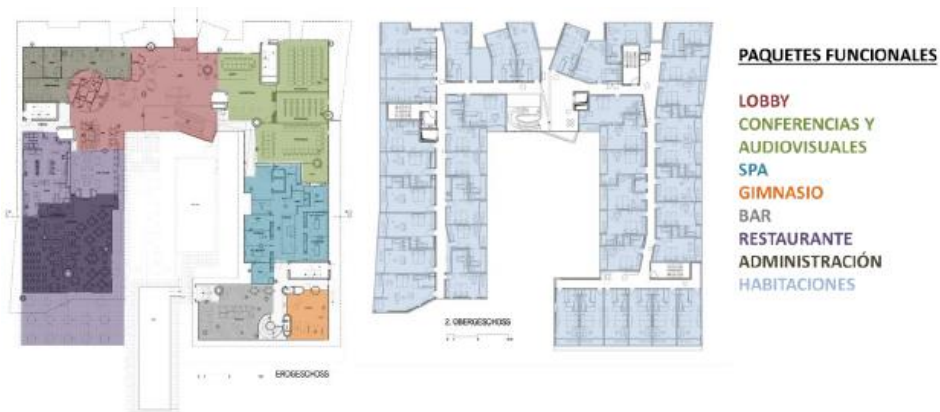 PAQUETES FUNCIONALES
LOBBY
CONFERENCIAS Y
AUDIOVISUALES
SPA
GIMNASIO
BAR
RESTAURANTE
ADMINISTRACIÓN
HABITACIONES
2. OBERGESCHOSS
ERDGESCHOSS